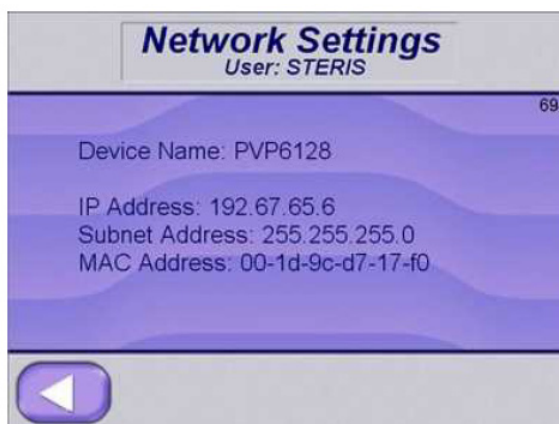 Network Settings
User: STERIS
69
Device Name: PVP6128
IP Address: 192.67.65.6
Subnet Address: 255.255.255.0
MAC Address: 00-1d-9c-d7-17-f0